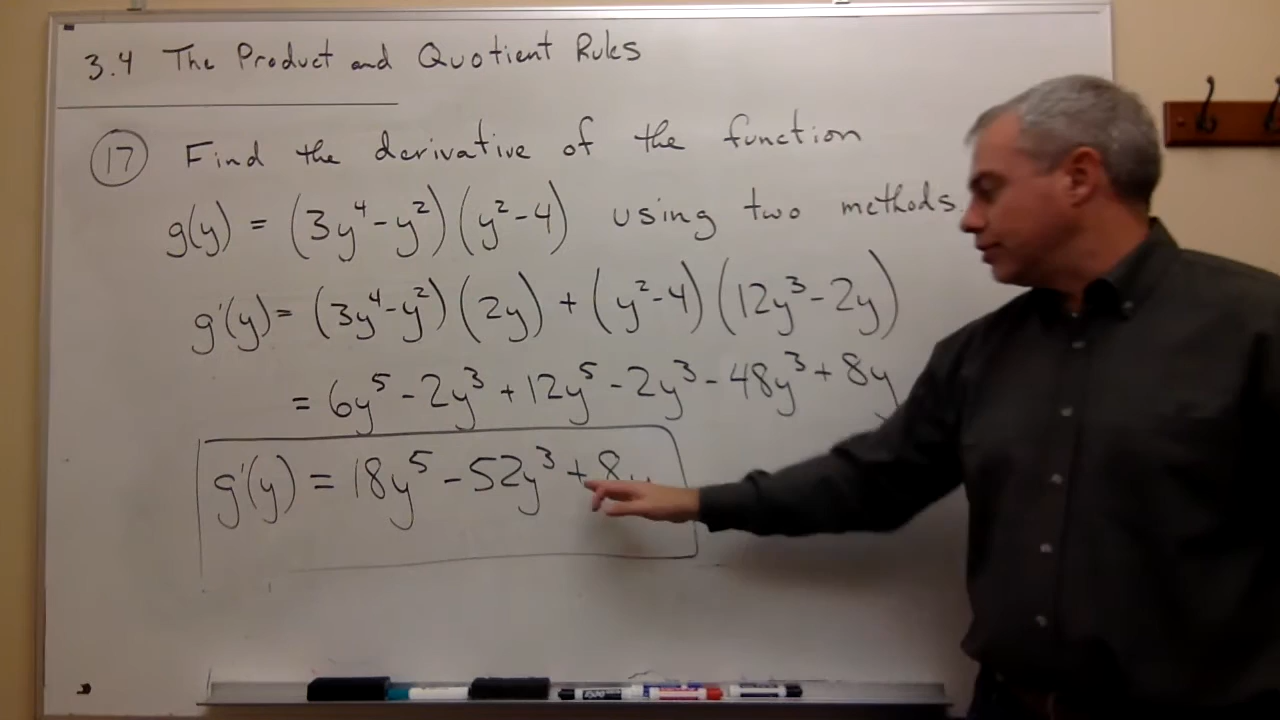 3.4 The Product and Quotient Rules
17 Find the derivative of the function
g(y) = (3y⁴ - y²)(y² - 4) using two methods.
g'(y) = (3y⁴ - y²)(2y) + (y² - 4)(12y³ - 2y)
= 6y⁵ - 2y³ + 12y⁵ - 2y³ - 48y³ + 8y
g'(y) = 18y⁵ - 52y³ + 8y